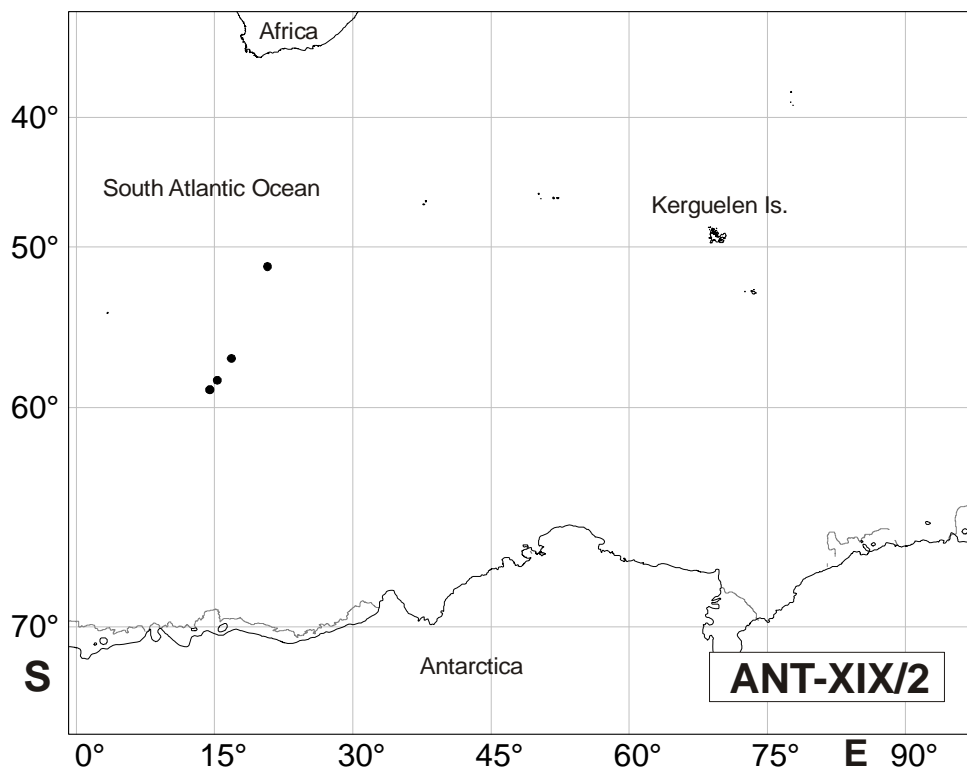 Africa
40°
South Atlantic Ocean
Kerguelen Is.
50°
60°
70°
S
Antarctica
ANT-XIX/2
0° 15° 30° 45° 60° 75° E 90°